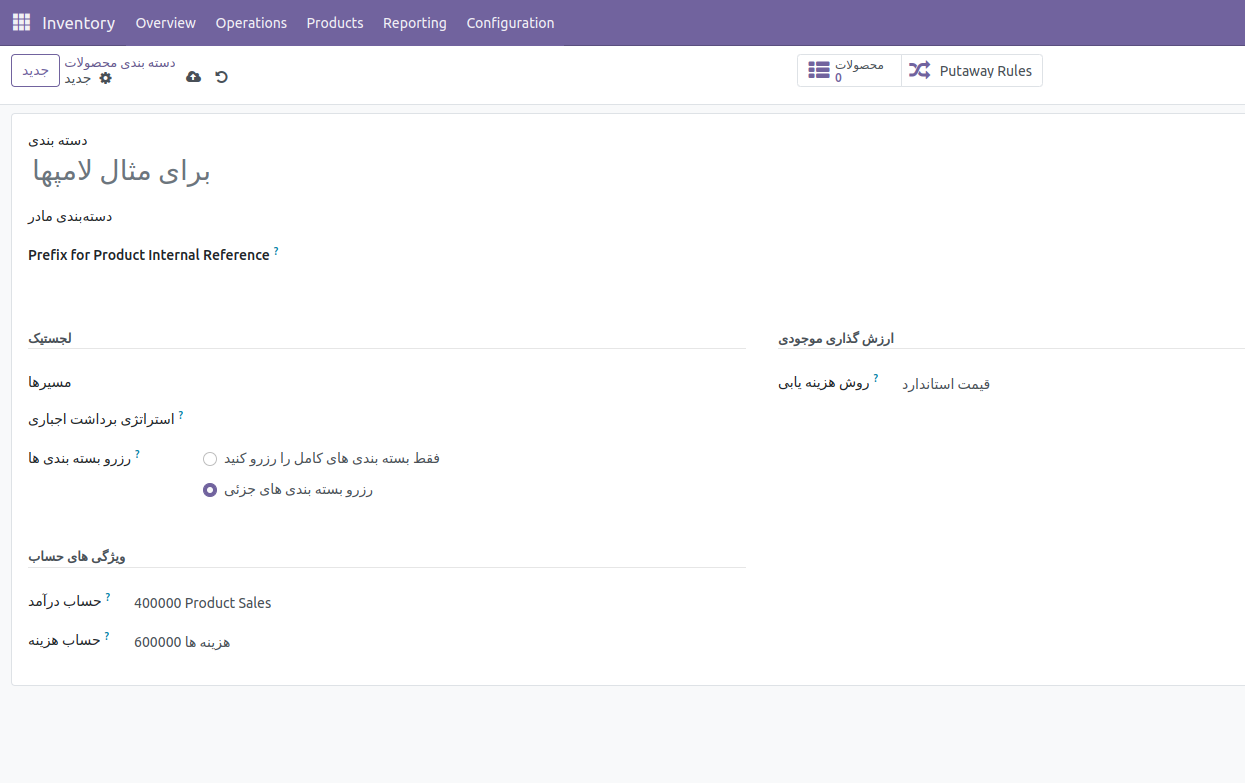 Inventory Overview Operations Products Reporting Configuration
جدید
دسته بندی محصولات
جدید
محصولات
0
Putaway Rules
دسته بندی
برای مثال لامپها
دسته‌بندی مادر
Prefix for Product Internal Reference ?
لجستیک
مسیرها
استراتژی برداشت اجباری ?
رزرو بسته بندی ها ?
فقط بسته بندی های کامل را رزرو کنید
رزرو بسته بندی های جزئی
ارزش گذاری موجودی
روش هزینه یابی ?
قیمت استاندارد
ویژگی های حساب
حساب درآمد ?
400000 Product Sales
حساب هزینه ?
600000 هزینه ها